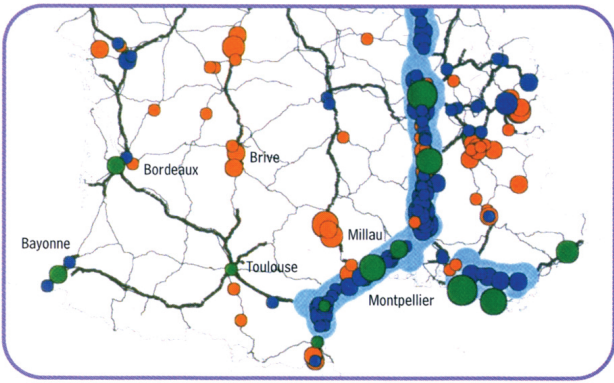 Bordeaux
Brive
Bayonne
Millau
Toulouse
Montpellier